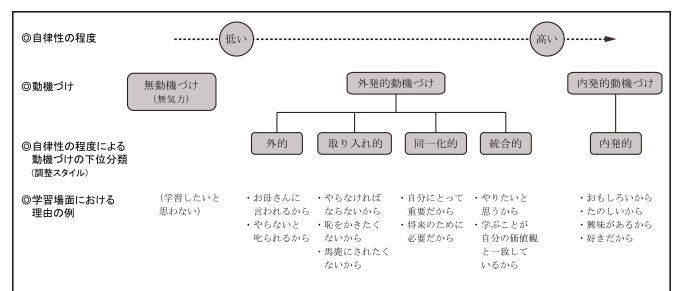 ◎自律性の程度
低い
高い
◎動機づけ
無動機づけ
(無気力)
外発的動機づけ
内発的動機づけ
◎自律性の程度による
動機づけの下位分類
(調整スタイル)
外的
取り入れ的
同一化的
統合的
内発的
◎学習場面における
理由の例
(学習したいと
思わない)
・お母さんに
言われるから
・やらないと
叱られるから
・やらなければ
ならないから
・恥をかきたく
ないから
・馬鹿にされたく
ないから
・自分にとって
重要だから
・将来のために
必要だから
・やりたいと
思うから
・学ぶことが
自分の価値観
と一致して
いるから
・おもしろいから
・たのしいから
・興味があるから
・好きだから